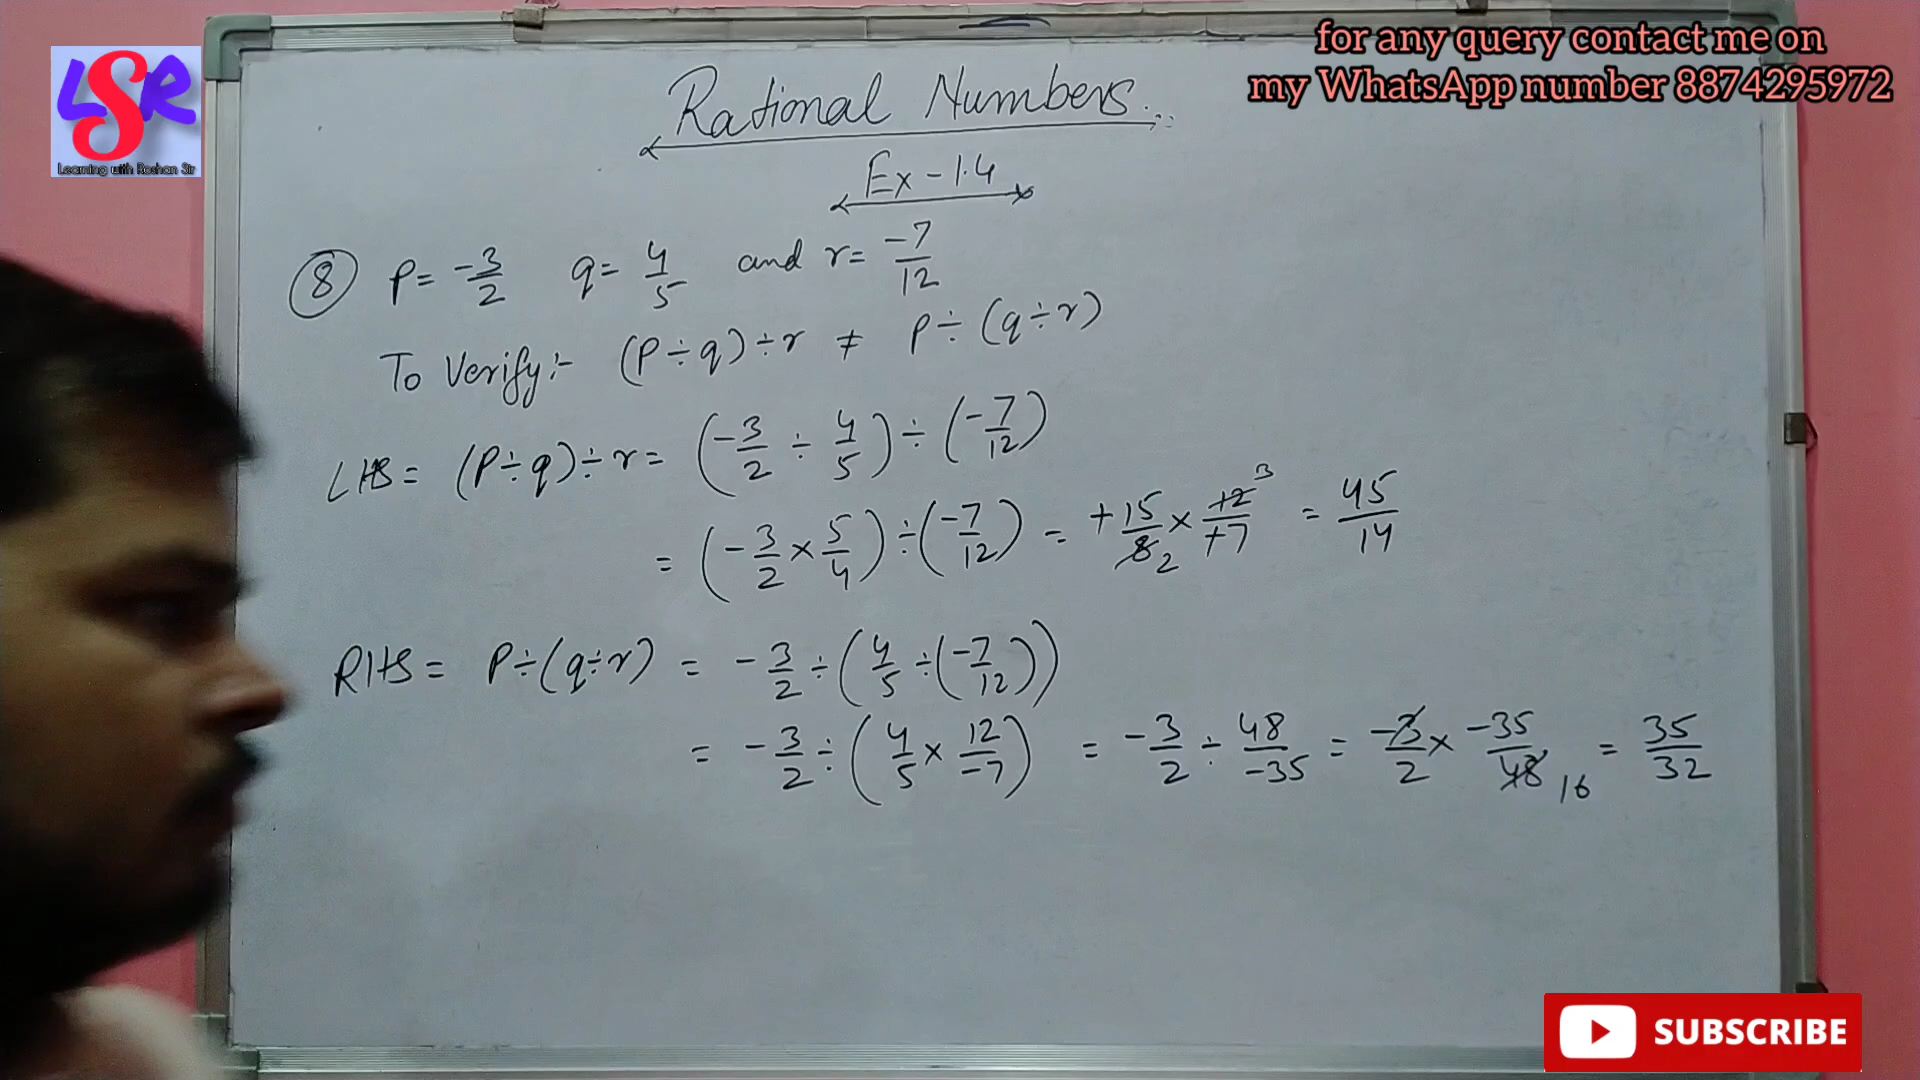 for any query contact me on
my WhatsApp number 8874295972
LSR
Learning with Roshan Sir
Rational Numbers
Ex-1.4
(8) P = -3/2 q = 4/5 and r = -7/12
To Verify:- (P÷q)÷r ≠ P÷(q÷r)
LHS = (P÷q)÷r = (-3/2 ÷ 4/5) ÷ (-7/12)
= (-3/2 × 5/4) ÷ (-7/12) = +15/8 2 × 12 3/+7 = 45/14
RHS = P÷(q÷r) = -3/2 ÷ (4/5 ÷ (-7/12))
= -3/2 ÷ (4/5 × 12/-7) = -3/2 ÷ 48/-35 = -3/2 × -35/48 16 = 35/32
SUBSCRIBE